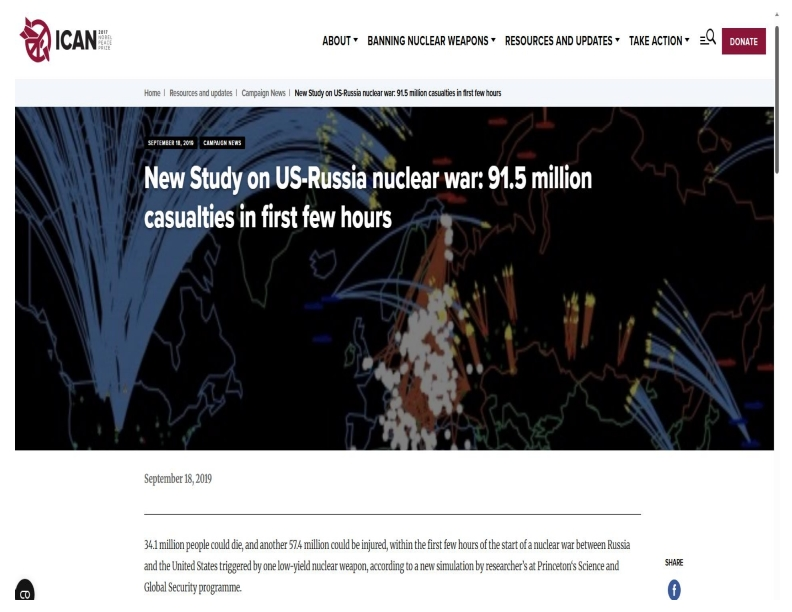 ICAN
2017
NOBEL
PEACE
PRIZE
ABOUT
BANNING NUCLEAR WEAPONS
RESOURCES AND UPDATES
TAKE ACTION
DONATE
Home | Resources and updates | Campaign News | New Study on US-Russia nuclear war: 91.5 million casualties in first few hours
SEPTEMBER 18, 2019
CAMPAIGN NEWS
New Study on US-Russia nuclear war: 91.5 million
casualties in first few hours
September 18, 2019
34.1 million people could die, and another 57.4 million could be injured, within the first few hours of the start of a nuclear war between Russia
and the United States triggered by one low-yield nuclear weapon, according to a new simulation by researcher's at Princeton's Science and
Global Security programme.
SHARE
f